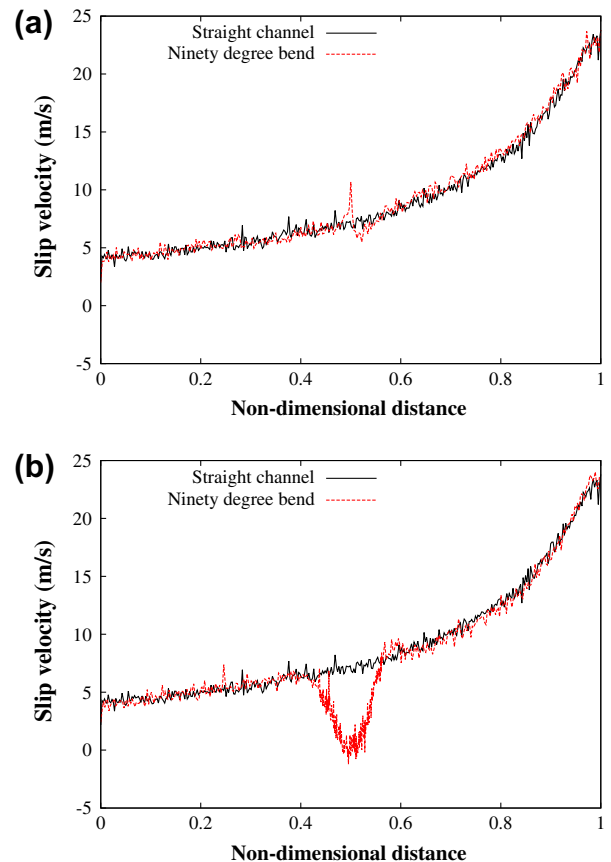 (a)
25
20
15
10
5
0
-5
Slip velocity (m/s)
Straight channel
Ninety degree bend
0
0.2
0.4
0.6
0.8
1
Non-dimensional distance
(b)
25
20
15
10
5
0
-5
Slip velocity (m/s)
Straight channel
Ninety degree bend
0
0.2
0.4
0.6
0.8
1
Non-dimensional distance